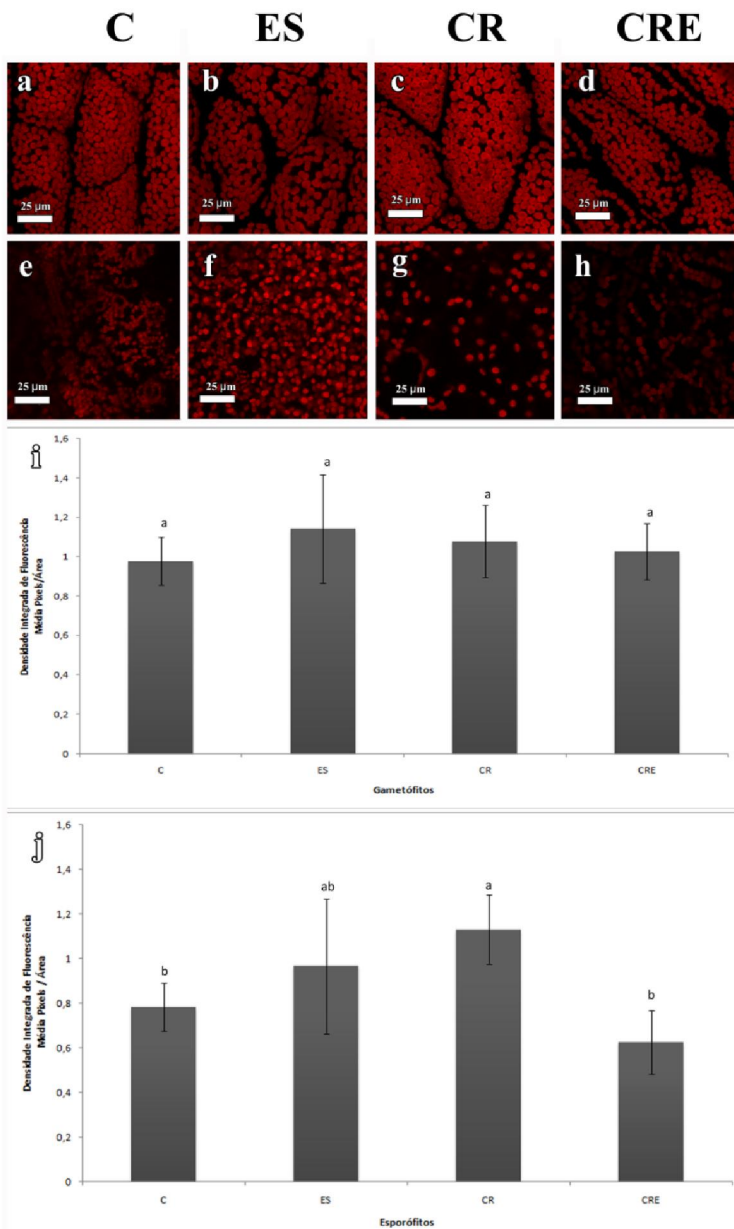 C ES CR CRE
a b c d
25 µm 25 µm 25 µm 25 µm
e f g h
25 µm 25 µm 25 µm 25 µm
i
Densidade Integrada de Fluorescência
Média Pixels/Área
1,6
1,4
1,2
1
0,8
0,6
0,4
0,2
0
a a a a
C ES CR CRE
Gametófitos
j
Densidade Integrada de Fluorescência
Média Pixels / Área
1,6
1,4
1,2
1
0,8
0,6
0,4
0,2
0
b ab a b
C ES CR CRE
Esporófitos